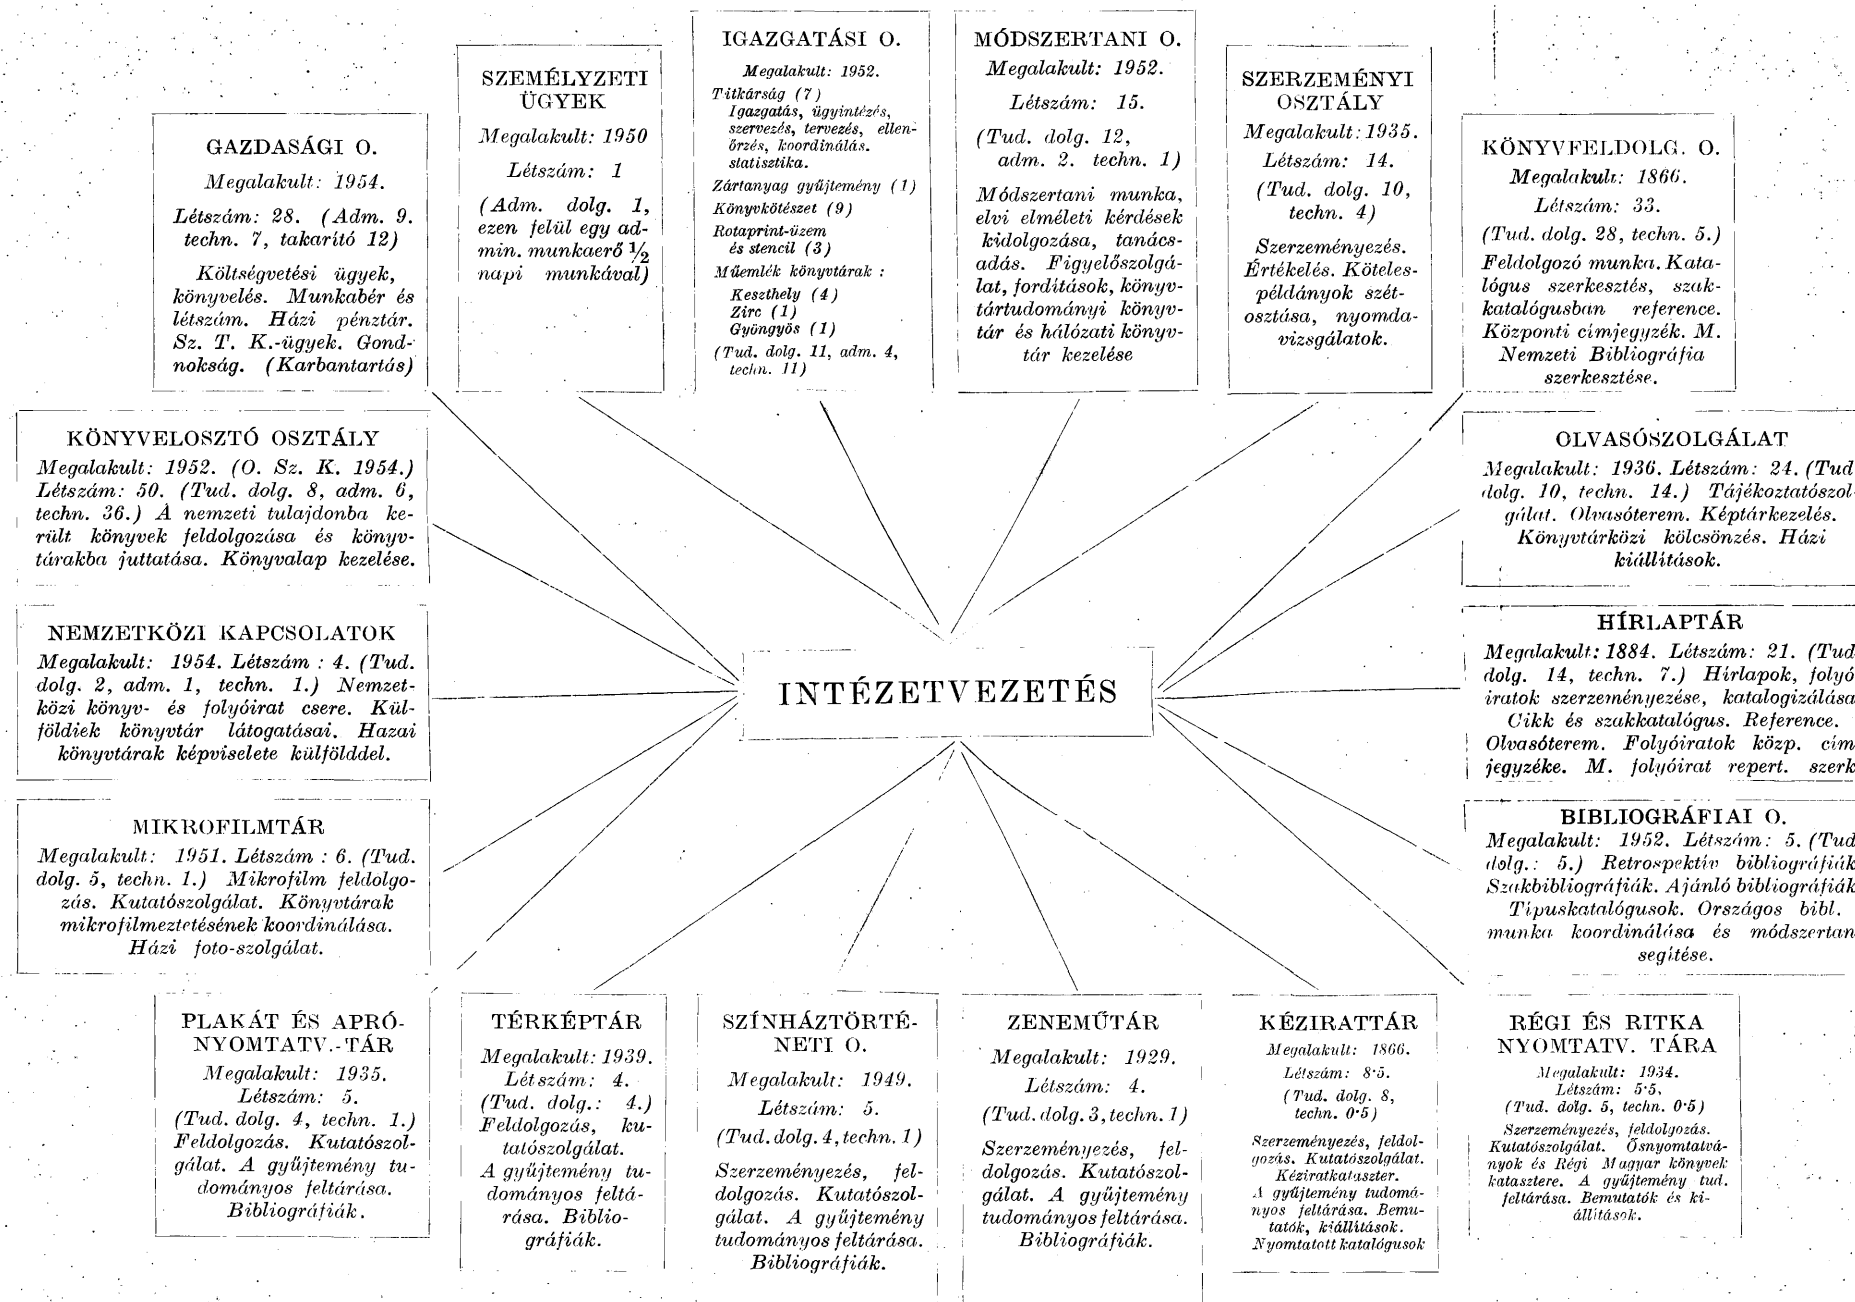 GAZDASÁGI O.
Megalakult: 1954.
Létszám: 28. (Adm. 9.
techn. 7, takarító 12)
Költségvetési ügyek,
könyvelés. Munkabér és
létszám. Házi pénztár.
Sz. T. K.-ügyek. Gond-
nokság. (Karbantartás)
SZEMÉLYZETI
ÜGYEK
Megalakult: 1950
Létszám: 1
(Adm. dolg. 1,
ezen felül egy ad-
min. munkaerő ½
napi munkával)
IGAZGATÁSI O.
Megalakult: 1952.
Titkárság (7)
Igazgatás, ügyintézés,
szervezés, tervezés, ellen-
őrzés, koordinálás.
statisztika.
Zártanyag gyűjtemény (1)
Könyvkötészet (9)
Rotaprint-üzem
és stencil (3)
Műemlék könyvtárak :
Keszthely (4)
Zirc (1)
Gyöngyös (1)
(Tud. dolg. 11, adm. 4,
techn. 11)
MÓDSZERTANI O.
Megalakult: 1952.
Létszám: 15.
(Tud. dolg. 12,
adm. 2. techn. 1)
Módszertani munka,
elvi elméleti kérdések
kidolgozása, tanács-
adás. Figyelőszolgá-
lat, fordítások, könyv-
tártudományi könyv-
tár és hálózati könyv-
tár kezelése
SZERZEMÉNYI
OSZTÁLY
Megalakult: 1935.
Létszám: 14.
(Tud. dolg. 10,
techn. 4)
Szerzeményezés.
Értékelés. Köteles-
példányok szét-
osztása, nyomda-
vizsgálatok.
KÖNYVFELDOLG. O.
Megalakult: 1866.
Létszám: 33.
(Tud. dolg. 28, techn. 5.)
Feldolgozó munka. Kata-
lógus szerkesztés, szak-
katalógusban reference.
Központi címjegyzék. M.
Nemzeti Bibliográfia
szerkesztése.
KÖNYVELOSZTÓ OSZTÁLY
Megalakult: 1952. (O. Sz. K. 1954.)
Létszám: 50. (Tud. dolg. 8, adm. 6,
techn. 36.) A nemzeti tulajdonba ke-
rült könyvek feldolgozása és könyv-
tárakba juttatása. Könyvalap kezelése.
OLVASÓSZOLGÁLAT
Megalakult: 1936. Létszám: 24. (Tud
dolg. 10, techn. 14.) Tájékoztatószol-
gálat. Olvasóterem. Képtárkezelés.
Könyvtárközi kölcsönzés. Házi
kiállítások.
NEMZETKÖZI KAPCSOLATOK
Megalakult: 1954. Létszám : 4. (Tud.
dolg. 2, adm. 1, techn. 1.) Nemzet-
közi könyv- és folyóirat csere. Kül-
földiek könyvtár látogatásai. Hazai
könyvtárak képviselete külfölddel.
INTÉZETVEZETÉS
HÍRLAPTÁR
Megalakult: 1884. Létszám: 21. (Tud
dolg. 14, techn. 7.) Hírlapok, folyó
iratok szerzeményezése, katalogizálása
Cikk és szakkatalógus. Reference.
Olvasóterem. Folyóiratok közp. cím
jegyzéke. M. folyóirat repert. szerk
MIKROFILMTÁR
Megalakult: 1951. Létszám : 6. (Tud.
dolg. 5, techn. 1.) Mikrofilm feldolgo-
zás. Kutatószolgálat. Könyvtárak
mikrofilmeztetésének koordinálása.
Házi foto-szolgálat.
BIBLIOGRÁFIAI O.
Megalakult: 1952. Létszám: 5. (Tud
dolg.: 5.) Retrospektív bibliográfiák
Szakbibliográfiák. Ajánló bibliográfiák
Típuskatalógusok. Országos bibl.
munka koordinálása és módszertan
segítése.
PLAKÁT ÉS APRÓ-
NYOMTATV.-TÁR
Megalakult: 1935.
Létszám: 5.
(Tud. dolg. 4, techn. 1.)
Feldolgozás. Kutatószol-
gálat. A gyűjtemény tu-
dományos feltárása.
Bibliográfiák.
TÉRKÉPTÁR
Megalakult: 1939.
Létszám: 4.
(Tud. dolg.: 4.)
Feldolgozás, ku-
tatószolgálat.
A gyűjtemény tu-
dományos feltá-
rása. Biblio-
gráfiák.
SZÍNHÁZTÖRTÉ-
NETI O.
Megalakult: 1949.
Létszám: 5.
(Tud. dolg. 4, techn. 1)
Szerzeményezés, fel-
dolgozás. Kutatószol-
gálat. A gyűjtemény
tudományos feltárása.
Bibliográfiák.
ZENEMŰTÁR
Megalakult: 1929.
Létszám: 4.
(Tud. dolg. 3, techn. 1)
Szerzeményezés, fel-
dolgozás. Kutatószol-
gálat. A gyűjtemény
tudományos feltárása.
Bibliográfiák.
KÉZIRATTÁR
Megalakult: 1866.
Létszám: 8·5.
(Tud. dolg. 8,
techn. 0·5)
Szerzeményezés, feldol-
gozás. Kutatószolgálat.
Kéziratkataszter.
A gyűjtemény tudomá-
nyos feltárása. Bemu-
tatók, kiállítások.
Nyomtatott katalógusok
RÉGI ÉS RITKA
NYOMTATV. TÁRA
Megalakult: 1934.
Létszám: 5·5.
(Tud. dolg. 5, techn. 0·5)
Szerzeményezés, feldolgozás.
Kutatószolgálat. Ősnyomtatvá-
nyok és Régi Magyar könyvek
katasztere. A gyűjtemény tud.
feltárása. Bemutatók és ki-
állítások.